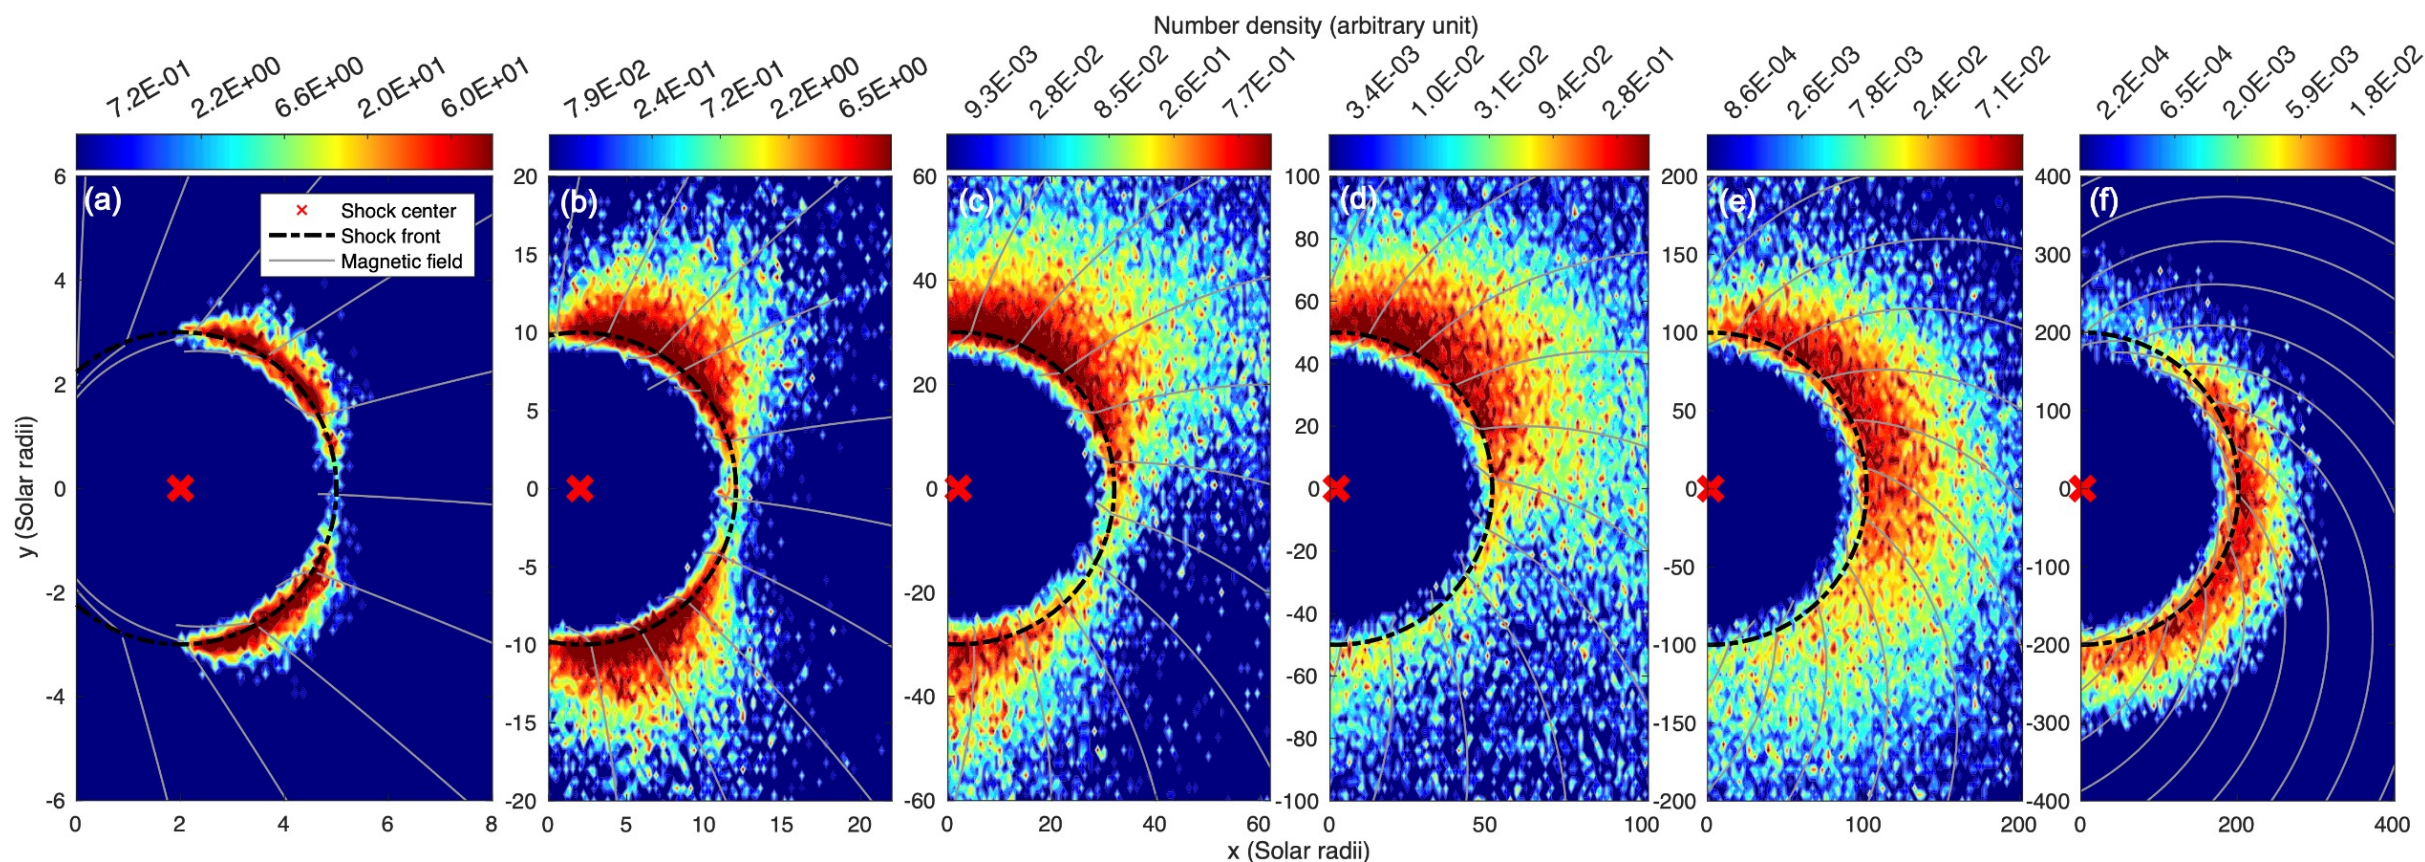 Number density (arbitrary unit)
7.2E-01 2.2E+00 6.6E+00 2.0E+01 6.0E+01
7.9E-02 2.4E-01 7.2E-01 2.2E+00 6.5E+00
9.3E-03 2.8E-02 8.5E-02 2.6E-01 7.7E-01
3.4E-03 1.0E-02 3.1E-02 9.4E-02 2.8E-01
8.6E-04 2.6E-03 7.8E-03 2.4E-02 7.1E-02
2.2E-04 6.5E-04 2.0E-03 5.9E-03 1.8E-02
y (Solar radii)
(a)
Shock center
Shock front
Magnetic field
6
4
2
0
-2
-4
-6
0 2 4 6 8
(b)
20
15
10
5
0
-5
-10
-15
-20
0 5 10 15 20
(c)
60
40
20
0
-20
-40
-60
0 20 40 60
(d)
100
80
60
40
20
0
-20
-40
-60
-80
-100
0 50 100
(e)
200
150
100
50
0
-50
-100
-150
-200
0 100 200
(f)
400
300
200
100
0
-100
-200
-300
-400
0 200 400
x (Solar radii)